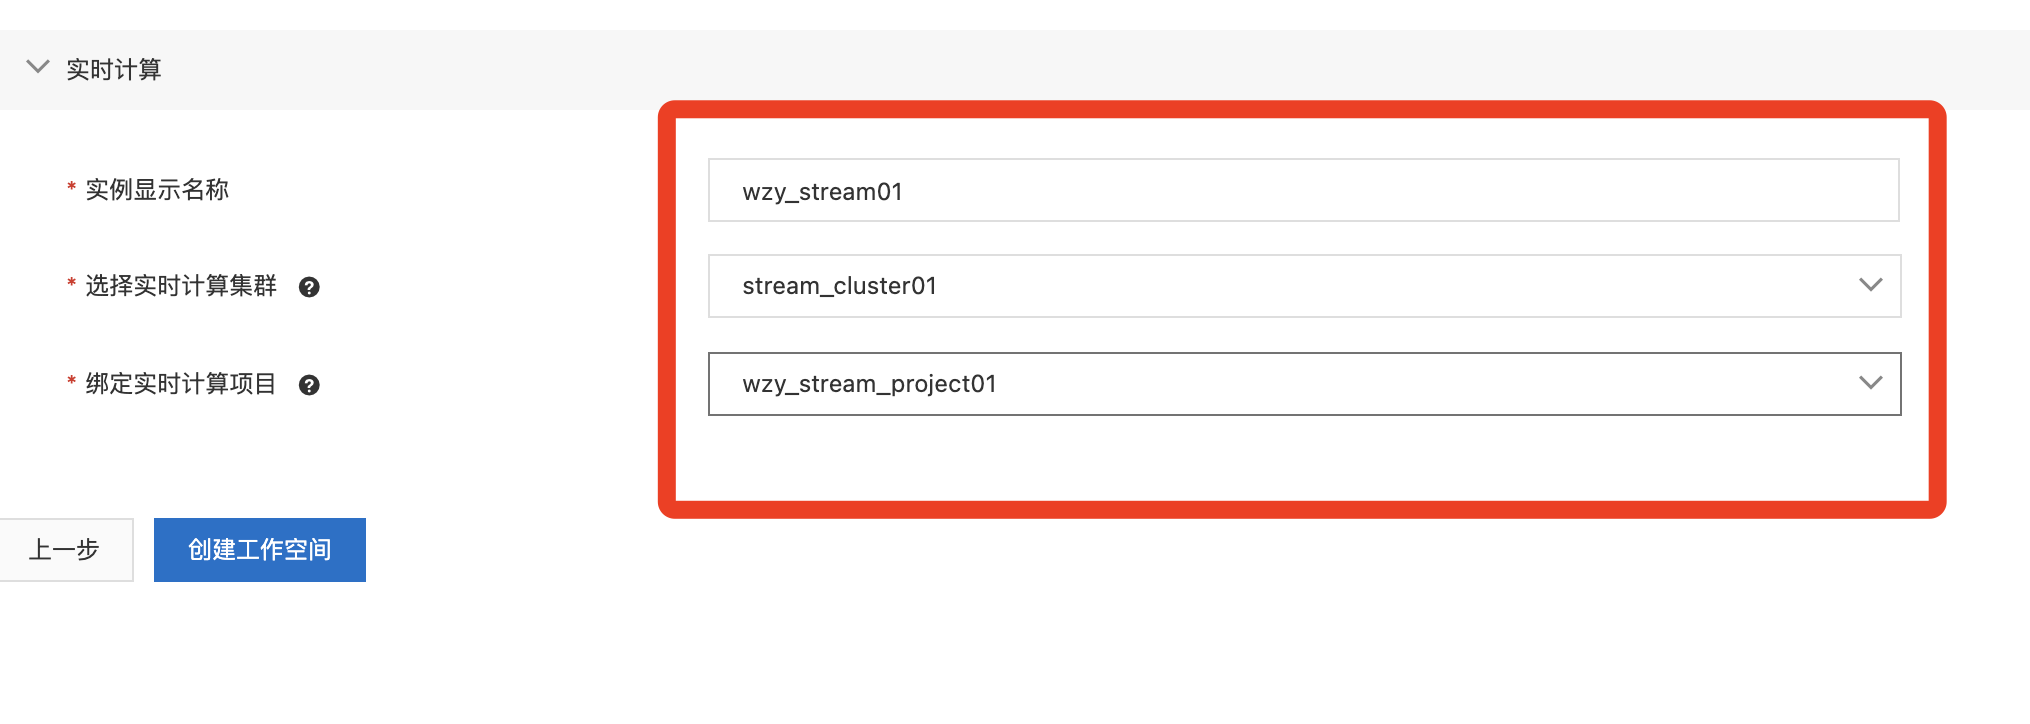 实时计算
* 实例显示名称
wzy_stream01
* 选择实时计算集群 ?
stream_cluster01
* 绑定实时计算项目 ?
wzy_stream_project01
上一步
创建工作空间